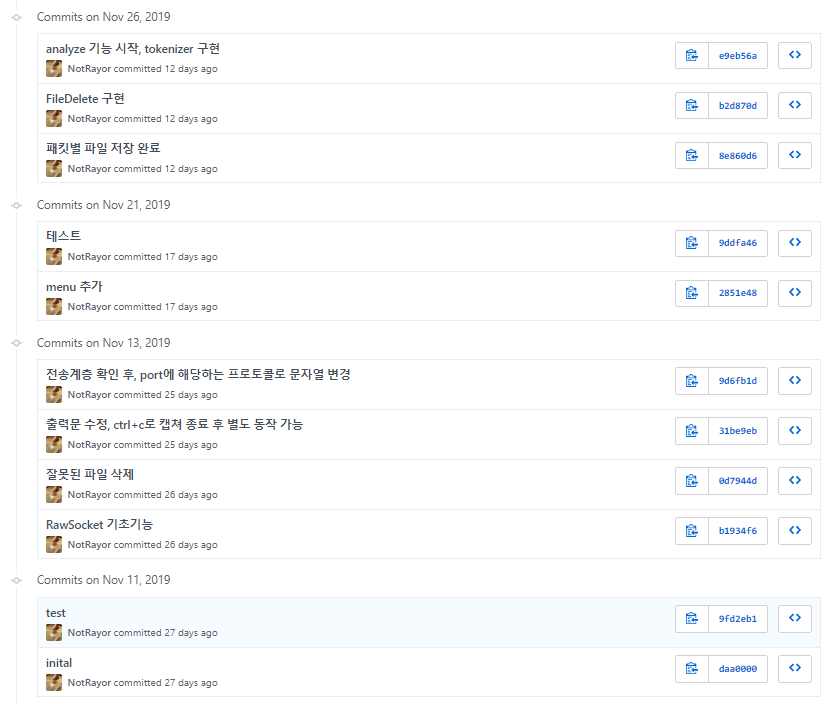 Commits on Nov 26, 2019
analyze 기능 시작, tokenizer 구현
e9eb56a
NotRayor committed 12 days ago
FileDelete 구현
b2d870d
NotRayor committed 12 days ago
패킷별 파일 저장 완료
8e860d6
NotRayor committed 12 days ago
Commits on Nov 21, 2019
테스트
9ddfa46
NotRayor committed 17 days ago
menu 추가
2851e48
NotRayor committed 17 days ago
Commits on Nov 13, 2019
전송계층 확인 후, port에 해당하는 프로토콜로 문자열 변경
9d6fb1d
NotRayor committed 25 days ago
출력문 수정, ctrl+c로 캡쳐 종료 후 별도 동작 가능
31be9eb
NotRayor committed 25 days ago
잘못된 파일 삭제
0d7944d
NotRayor committed 26 days ago
RawSocket 기초기능
b1934f6
NotRayor committed 26 days ago
Commits on Nov 11, 2019
test
9fd2eb1
NotRayor committed 27 days ago
inital
daa0000
NotRayor committed 27 days ago